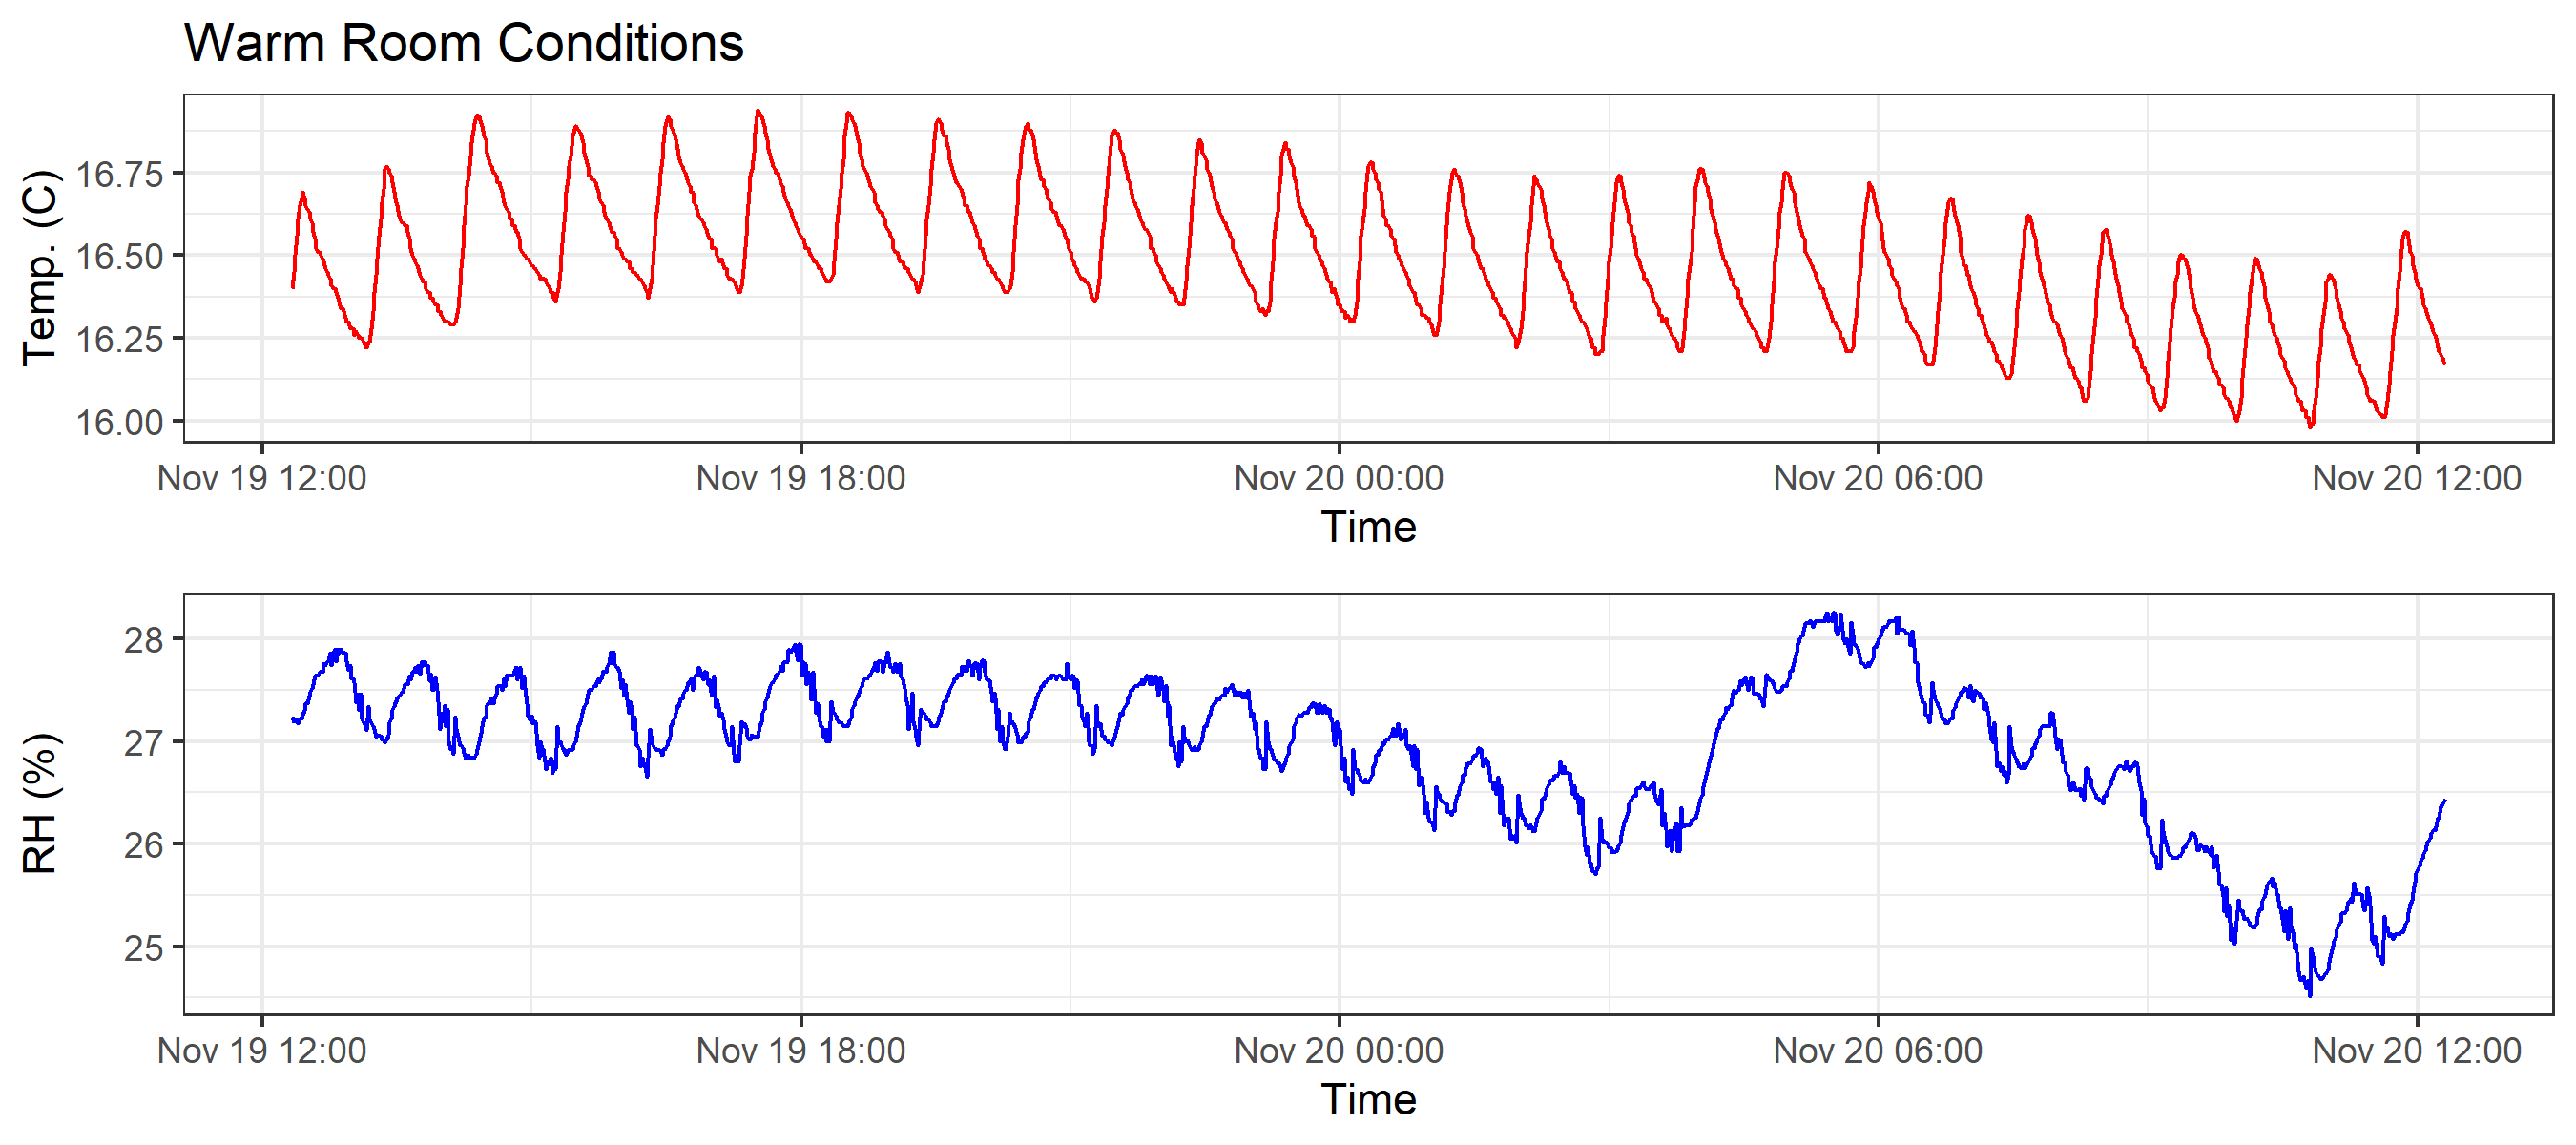 Warm Room Conditions
Temp. (C)
16.75
16.50
16.25
16.00
Nov 19 12:00 Nov 19 18:00 Nov 20 00:00 Nov 20 06:00 Nov 20 12:00
Time
RH (%)
28
27
26
25
Nov 19 12:00 Nov 19 18:00 Nov 20 00:00 Nov 20 06:00 Nov 20 12:00
Time